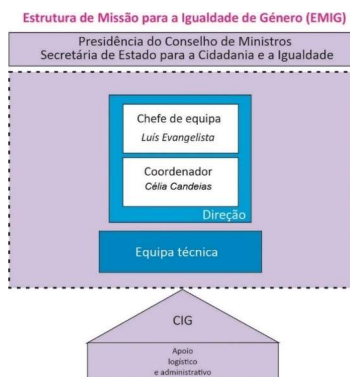 Estrutura de Missão para a Igualdade de Género (EMIG)
Presidência do Conselho de Ministros
Secretária de Estado para a Cidadania e a Igualdade
Chefe de equipa
Luís Evangelista
Coordenador
Célia Candeias
Direção
Equipa técnica
CIG
Apoio
logístico
e administrativo